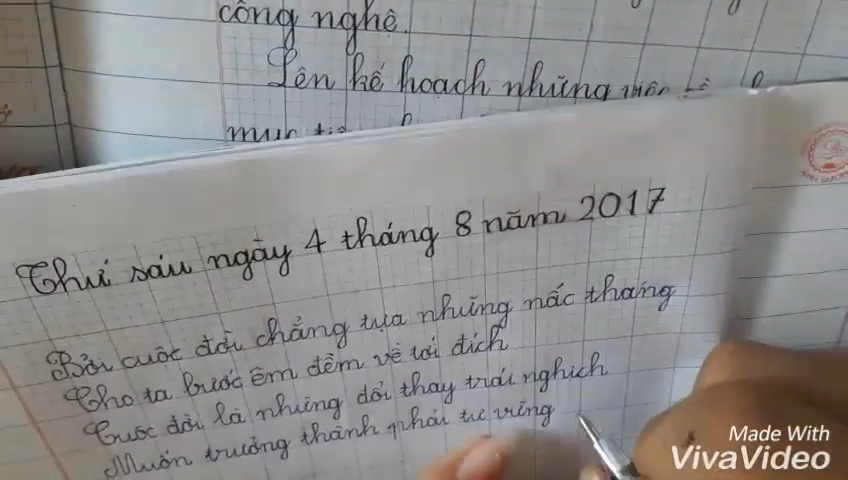 công nghệ.
Lên kế hoạch những
mục
Thứ sáu ngày 4 tháng 8 năm 2017
Bởi cuộc đời chẳng tựa những nấc thang
Cho ta bước êm đềm về tới đích
Cuộc đời là những đổi thay trái nghịch
Muốn trưởng thành phải tự vững
Made With
VivaVideo